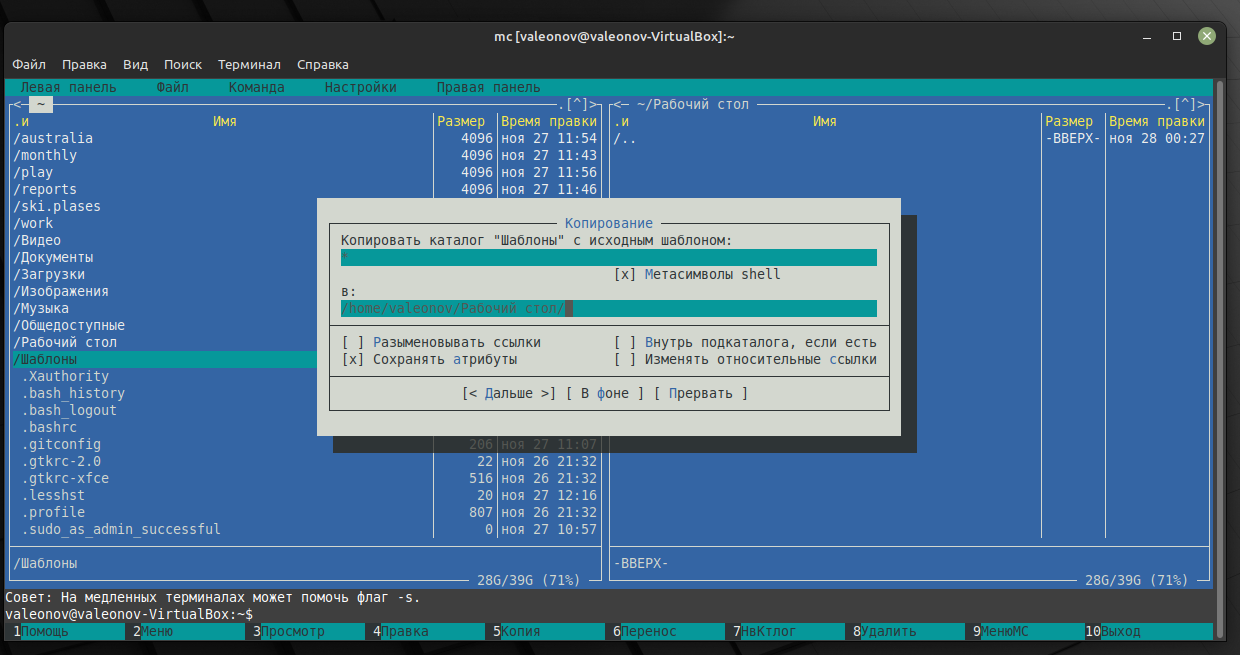 mc [valeonov@valeonov-VirtualBox]:~
Файл Правка Вид Поиск Терминал Справка
Левая панель Файл Команда Настройки Правая панель
<─ ~ ─.[^]>
.и Имя Размер Время правки
/australia 4096 ноя 27 11:54
/monthly 4096 ноя 27 11:43
/play 4096 ноя 27 11:56
/reports 4096 ноя 27 11:46
/ski.plases
/work
/Видео
/Документы
/Загрузки
/Изображения
/Музыка
/Общедоступные
/Рабочий стол
/Шаблоны
.Xauthority
.bash_history
.bash_logout
.bashrc
.gitconfig 206 ноя 27 11:07
.gtkrc-2.0 22 ноя 26 21:32
.gtkrc-xfce 516 ноя 26 21:32
.lesshst 20 ноя 27 12:16
.profile 807 ноя 26 21:32
.sudo_as_admin_successful 0 ноя 27 10:57
/Шаблоны
28G/39G (71%)
<─ ~/Рабочий стол ─.[^]>
.и Имя Размер Время правки
/.. -ВВЕРХ- ноя 28 00:27
-ВВЕРХ-
28G/39G (71%)
Копирование
Копировать каталог "Шаблоны" с исходным шаблоном:
*
[x] Метасимволы shell
в:
/home/valeonov/Рабочий стол/
[ ] Разыменовывать ссылки [ ] Внутрь подкаталога, если есть
[x] Сохранять атрибуты [ ] Изменять относительные ссылки
[< Дальше >] [ В фоне ] [ Прервать ]
Совет: На медленных терминалах может помочь флаг -s.
valeonov@valeonov-VirtualBox:~$
1Помощь 2Меню 3Просмотр 4Правка 5Копия 6Перенос 7НвКтлог 8Удалить 9МенюMC 10Выход